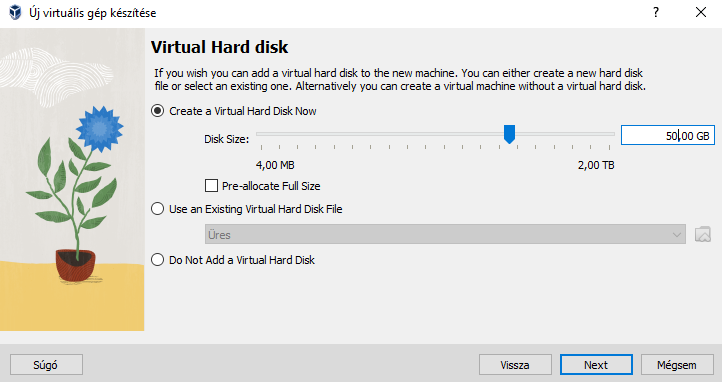 Új virtuális gép készítése
?
Virtual Hard disk
If you wish you can add a virtual hard disk to the new machine. You can either create a new hard disk
file or select an existing one. Alternatively you can create a virtual machine without a virtual hard disk.
Create a Virtual Hard Disk Now
Disk Size:
50,00 GB
4,00 MB
2,00 TB
Pre-allocate Full Size
Use an Existing Virtual Hard Disk File
Üres
Do Not Add a Virtual Hard Disk
Súgó
Vissza
Next
Mégsem